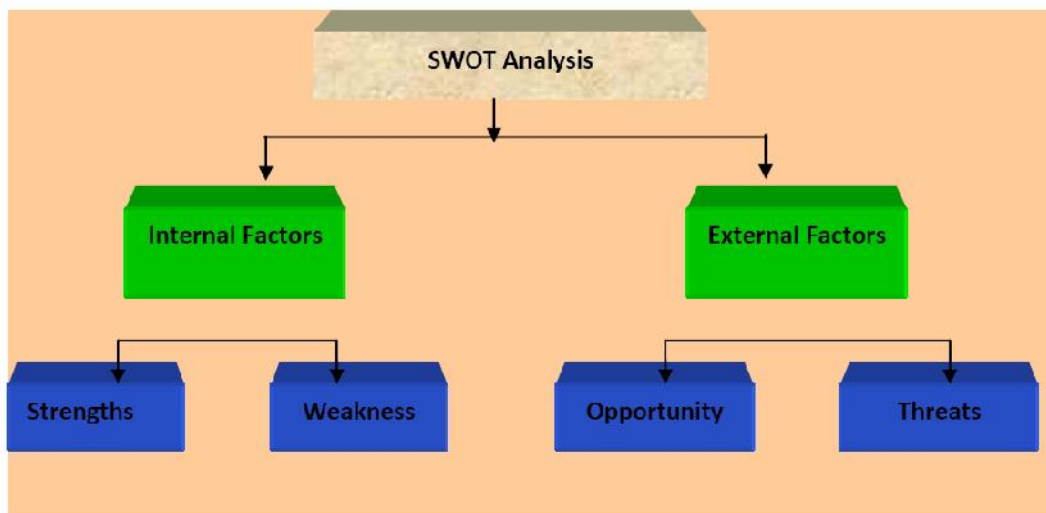 SWOT Analysis
Internal Factors
External Factors
Strengths
Weakness
Opportunity
Threats